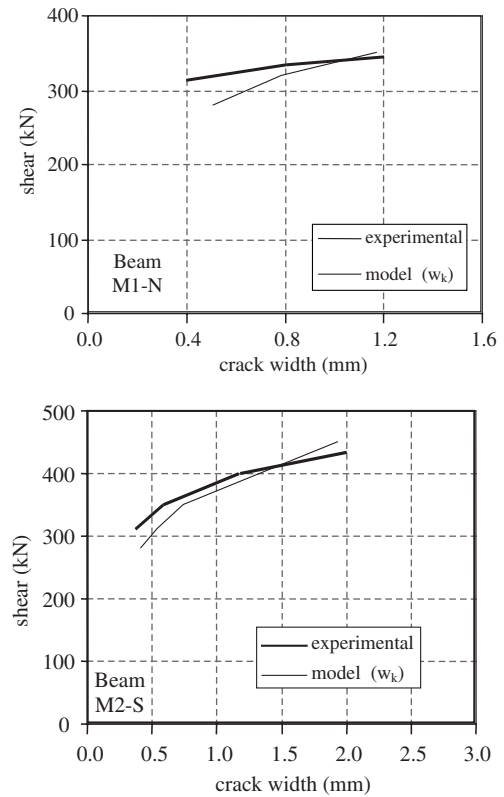 400
300
200
100
0
shear (kN)
experimental
model (wk)
Beam
M1-N
0.0 0.4 0.8 1.2 1.6
crack width (mm)
500
400
300
200
100
0
shear (kN)
experimental
model (wk)
Beam
M2-S
0.0 0.5 1.0 1.5 2.0 3.0
crack width (mm)